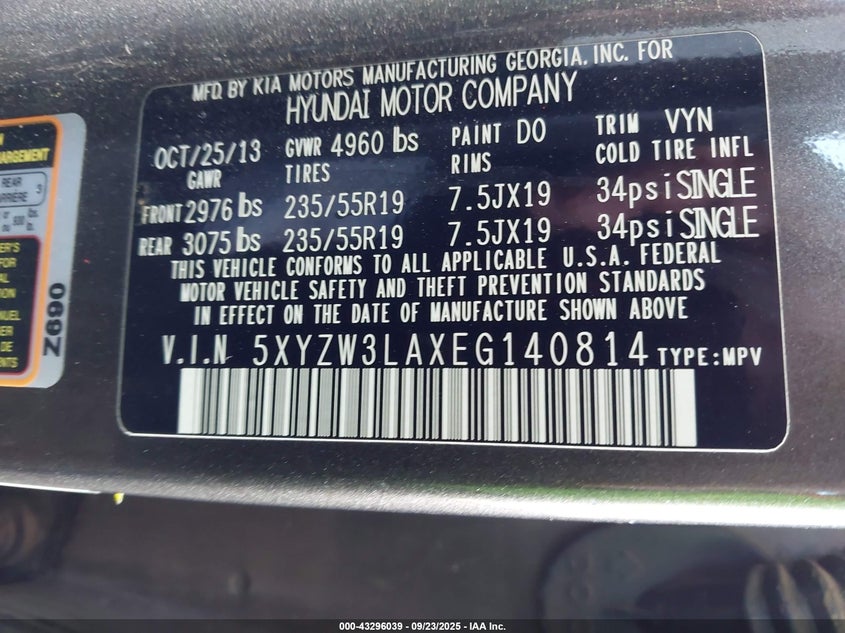 MFD. BY KIA MOTORS MANUFACTURING GEORGIA, INC. FOR
HYUNDAI MOTOR COMPANY
OCT/25/13 GVWR 4960 lbs PAINT DO TRIM VYN
GAWR TIRES RIMS COLD TIRE INFL
FRONT 2976 lbs 235/55R19 7.5JX19 34psi SINGLE
REAR 3075 lbs 235/55R19 7.5JX19 34psi SINGLE
THIS VEHICLE CONFORMS TO ALL APPLICABLE U.S.A. FEDERAL
MOTOR VEHICLE SAFETY AND THEFT PREVENTION STANDARDS
IN EFFECT ON THE DATE OF MANUFACTURE SHOWN ABOVE
V.I.N 5XYZW3LAXEG140814 TYPE:MPV
REAR
3
Z690
000-43296039 - 09/23/2025 - IAA Inc.